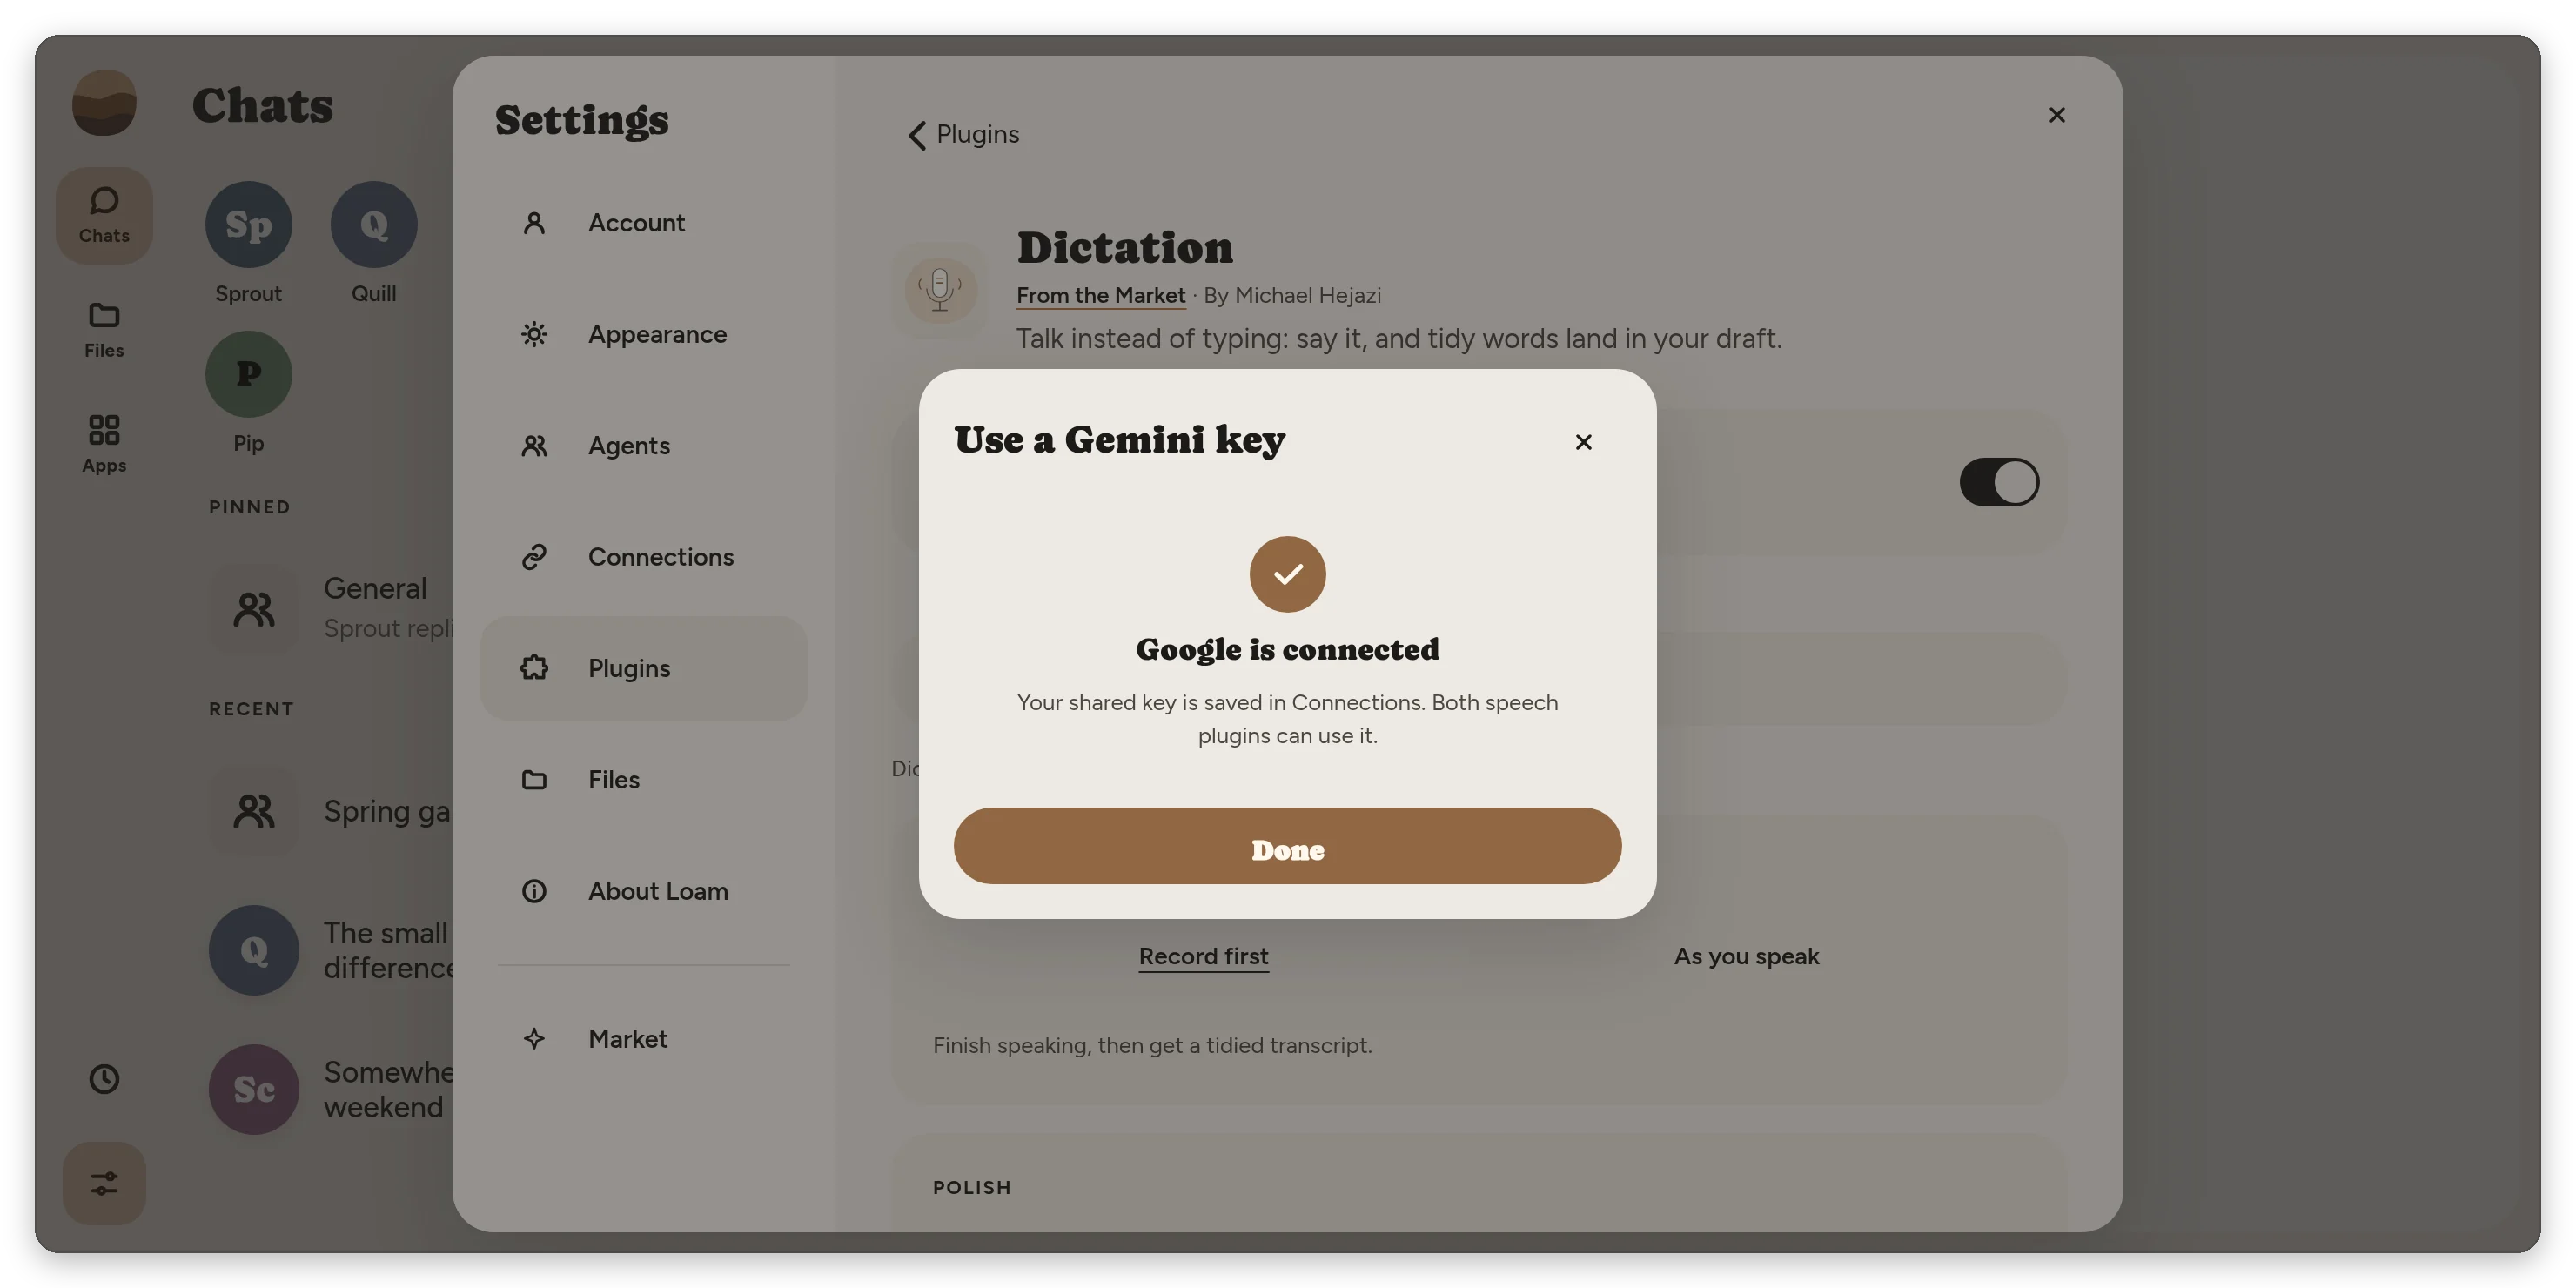 Chats
Chats
Files
Apps
Sp
Q
Sprout
Quill
P
Pip
PINNED
General
Sprout repli
RECENT
Spring ga
Q
The small
difference
Sc
Somewhe
weekend
Settings
Account
Appearance
Agents
Connections
Plugins
Files
About Loam
Market
Plugins
Dictation
From the Market · By Michael Hejazi
Talk instead of typing: say it, and tidy words land in your draft.
Use a Gemini key
Google is connected
Your shared key is saved in Connections. Both speech
plugins can use it.
Done
Record first
As you speak
Finish speaking, then get a tidied transcript.
POLISH